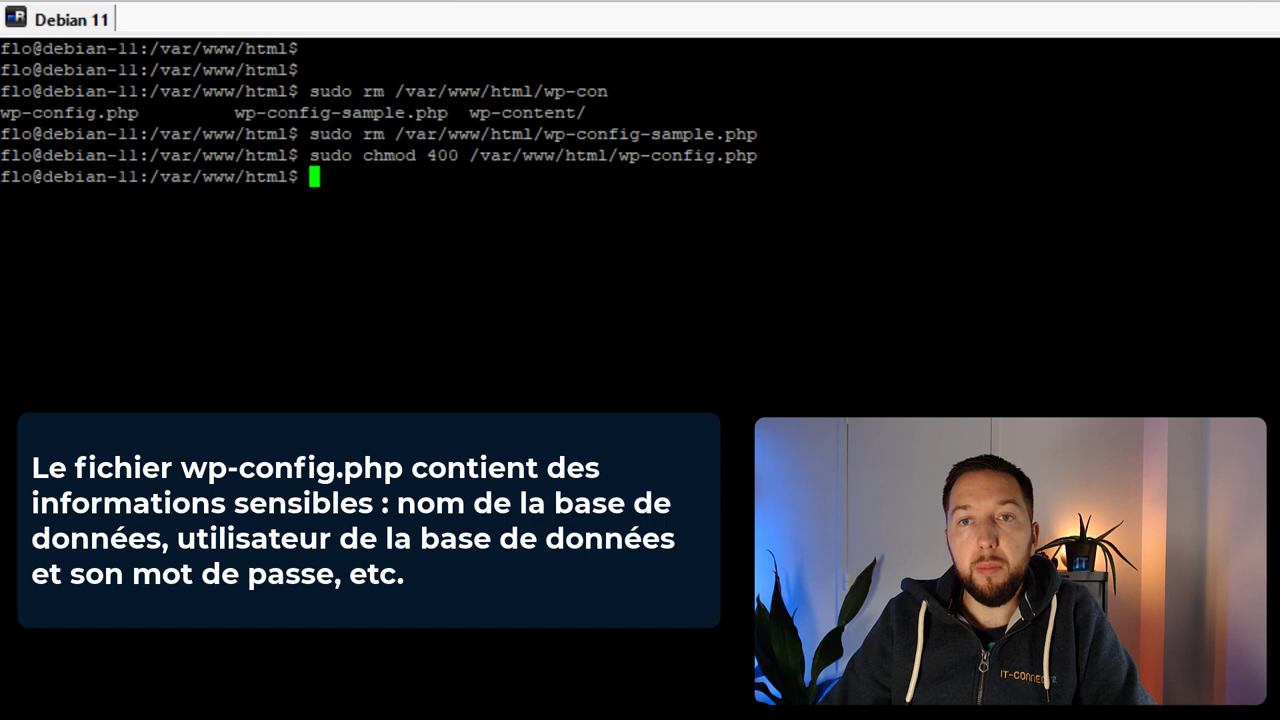 Debian 11
flo@debian-11:/var/www/html$
flo@debian-11:/var/www/html$
flo@debian-11:/var/www/html$ sudo rm /var/www/html/wp-con
wp-config.php wp-config-sample.php wp-content/
flo@debian-11:/var/www/html$ sudo rm /var/www/html/wp-config-sample.php
flo@debian-11:/var/www/html$ sudo chmod 400 /var/www/html/wp-config.php
flo@debian-11:/var/www/html$
Le fichier wp-config.php contient des
informations sensibles : nom de la base de
données, utilisateur de la base de données
et son mot de passe, etc.
IT
IT-CONNECT